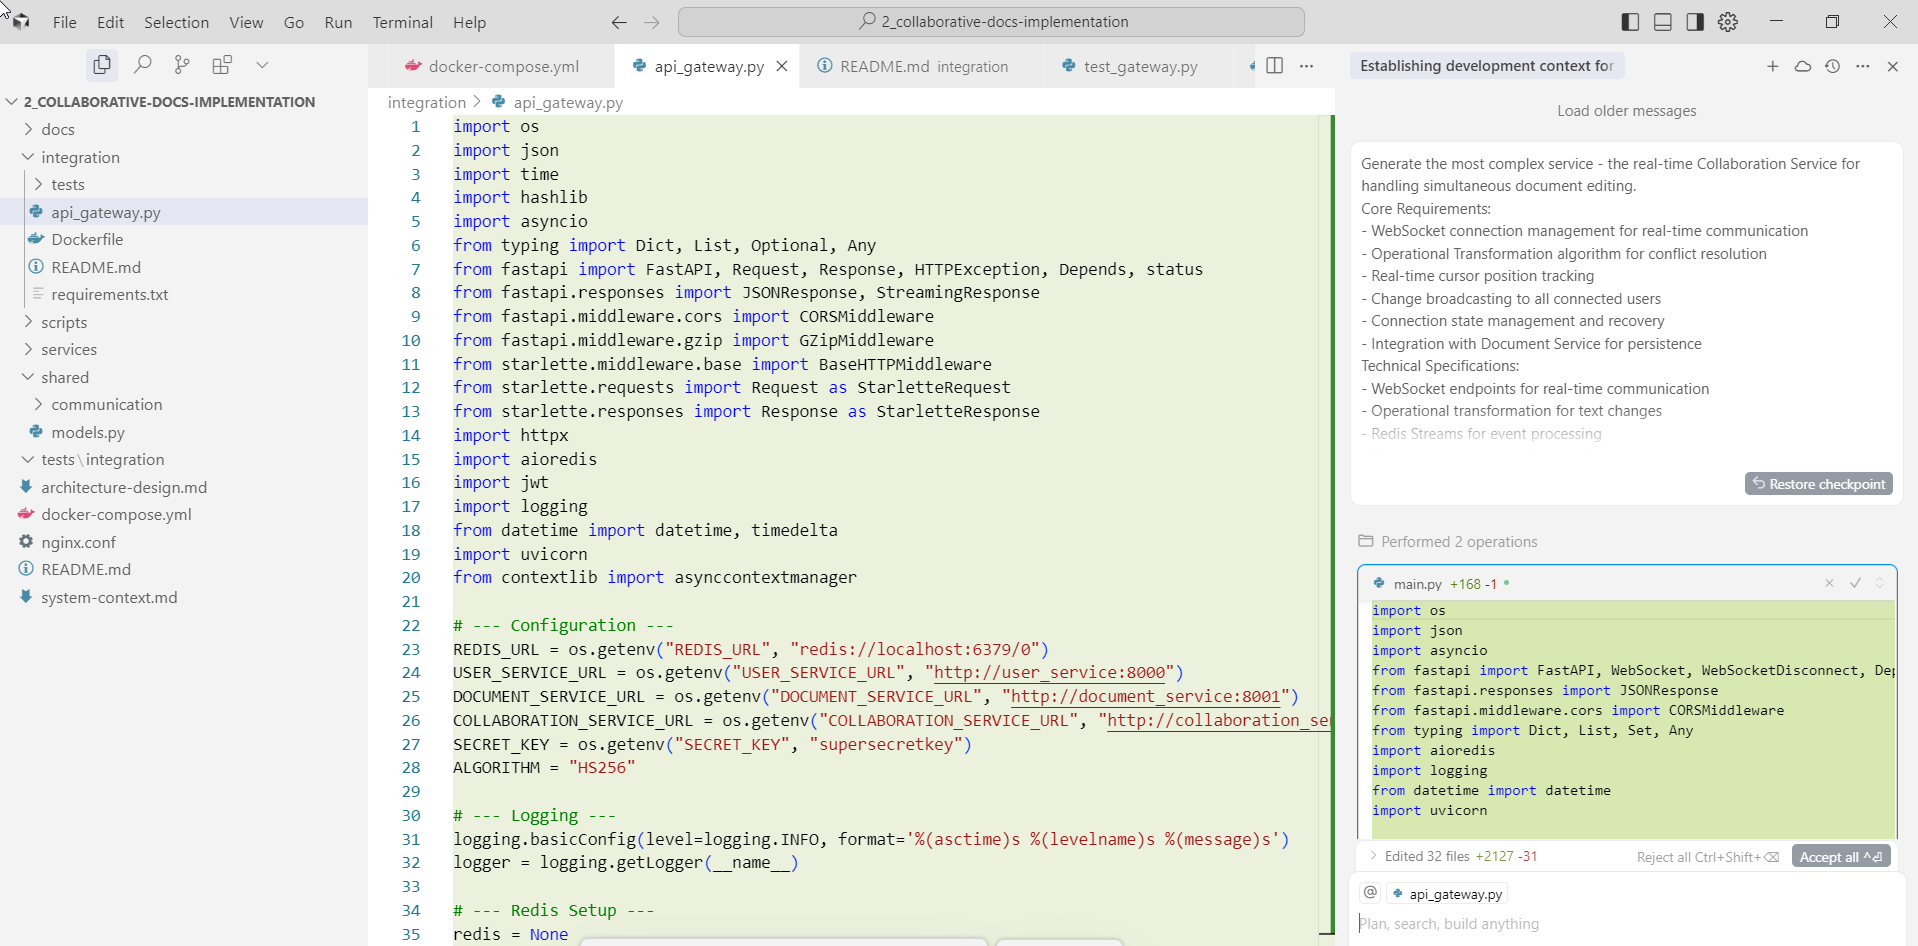 File Edit Selection View Go Run Terminal Help
2_collaborative-docs-implementation
2_COLLABORATIVE-DOCS-IMPLEMENTATION
docs
integration
tests
api_gateway.py
Dockerfile
README.md
requirements.txt
scripts
services
shared
communication
models.py
tests\integration
architecture-design.md
docker-compose.yml
nginx.conf
README.md
system-context.md
docker-compose.yml
api_gateway.py
README.md integration
test_gateway.py
integration > api_gateway.py
1 import os
2 import json
3 import time
4 import hashlib
5 import asyncio
6 from typing import Dict, List, Optional, Any
7 from fastapi import FastAPI, Request, Response, HTTPException, Depends, status
8 from fastapi.responses import JSONResponse, StreamingResponse
9 from fastapi.middleware.cors import CORSMiddleware
10 from fastapi.middleware.gzip import GZipMiddleware
11 from starlette.middleware.base import BaseHTTPMiddleware
12 from starlette.requests import Request as StarletteRequest
13 from starlette.responses import Response as StarletteResponse
14 import httpx
15 import aioredis
16 import jwt
17 import logging
18 from datetime import datetime, timedelta
19 import uvicorn
20 from contextlib import asynccontextmanager
21
22 # --- Configuration ---
23 REDIS_URL = os.getenv("REDIS_URL", "redis://localhost:6379/0")
24 USER_SERVICE_URL = os.getenv("USER_SERVICE_URL", "http://user_service:8000")
25 DOCUMENT_SERVICE_URL = os.getenv("DOCUMENT_SERVICE_URL", "http://document_service:8001")
26 COLLABORATION_SERVICE_URL = os.getenv("COLLABORATION_SERVICE_URL", "http://collaboration_se
27 SECRET_KEY = os.getenv("SECRET_KEY", "supersecretkey")
28 ALGORITHM = "HS256"
29
30 # --- Logging ---
31 logging.basicConfig(level=logging.INFO, format='%(asctime)s %(levelname)s %(message)s')
32 logger = logging.getLogger(__name__)
33
34 # --- Redis Setup ---
35 redis = None
Establishing development context for
Load older messages
Generate the most complex service - the real-time Collaboration Service for
handling simultaneous document editing.
Core Requirements:
- WebSocket connection management for real-time communication
- Operational Transformation algorithm for conflict resolution
- Real-time cursor position tracking
- Change broadcasting to all connected users
- Connection state management and recovery
- Integration with Document Service for persistence
Technical Specifications:
- WebSocket endpoints for real-time communication
- Operational transformation for text changes
- Redis Streams for event processing
Restore checkpoint
Performed 2 operations
main.py +168 -1
import os
import json
import asyncio
from fastapi import FastAPI, WebSocket, WebSocketDisconnect, De
from fastapi.responses import JSONResponse
from fastapi.middleware.cors import CORSMiddleware
from typing import Dict, List, Set, Any
import aioredis
import logging
from datetime import datetime
import uvicorn
Edited 32 files +2127 -31 Reject all Ctrl+Shift+⌫ Accept all ^⏎
@ api_gateway.py
Plan, search, build anything